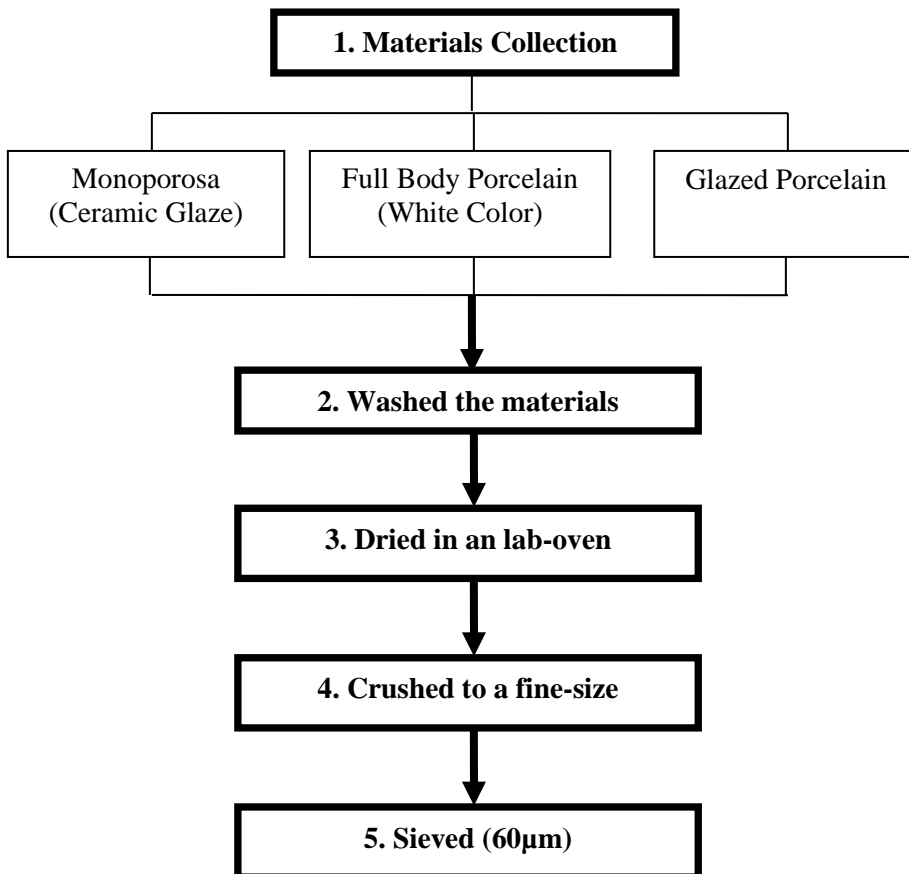 1. Materials Collection
Monoporosa
(Ceramic Glaze)
Full Body Porcelain
(White Color)
Glazed Porcelain
2. Washed the materials
3. Dried in an lab-oven
4. Crushed to a fine-size
5. Sieved (60µm)